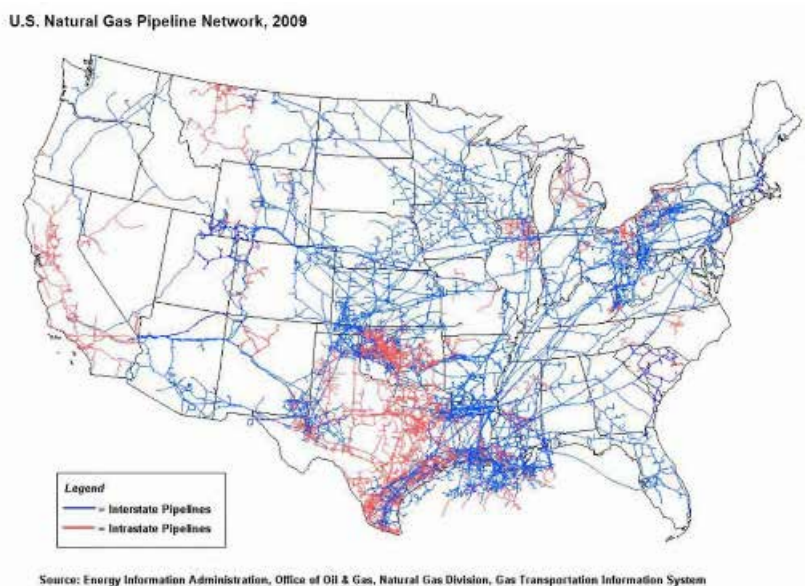 U.S. Natural Gas Pipeline Network, 2009
Legend
= Interstate Pipelines
= Intrastate Pipelines
Source: Energy Information Administration, Office of Oil & Gas, Natural Gas Division, Gas Transportation Information System